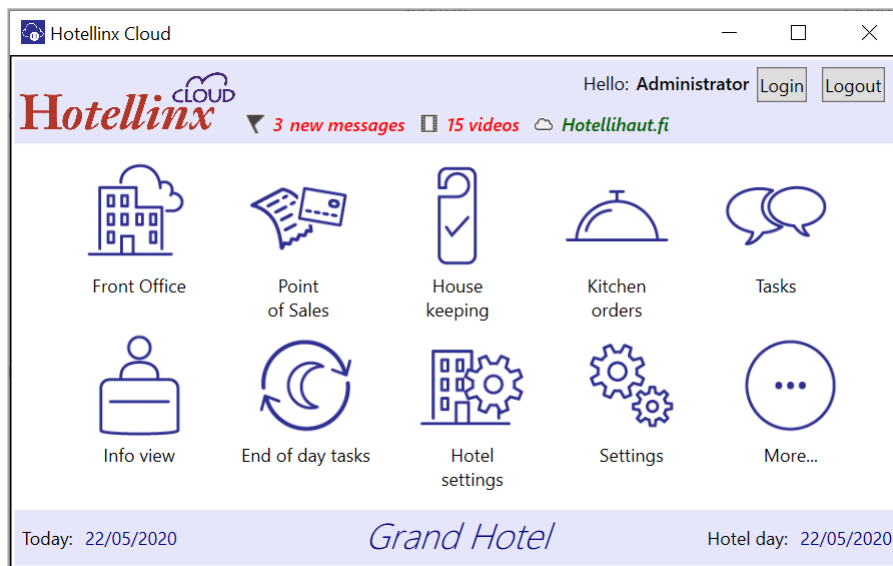 Hotellinx Cloud
Hello: Administrator Login Logout
Hotellinx CLOUD
3 new messages 15 videos Hotellihaut.fi
Front Office
Point
of Sales
House
keeping
Kitchen
orders
Tasks
Info view
End of day tasks
Hotel
settings
Settings
More...
Today: 22/05/2020 Grand Hotel Hotel day: 22/05/2020